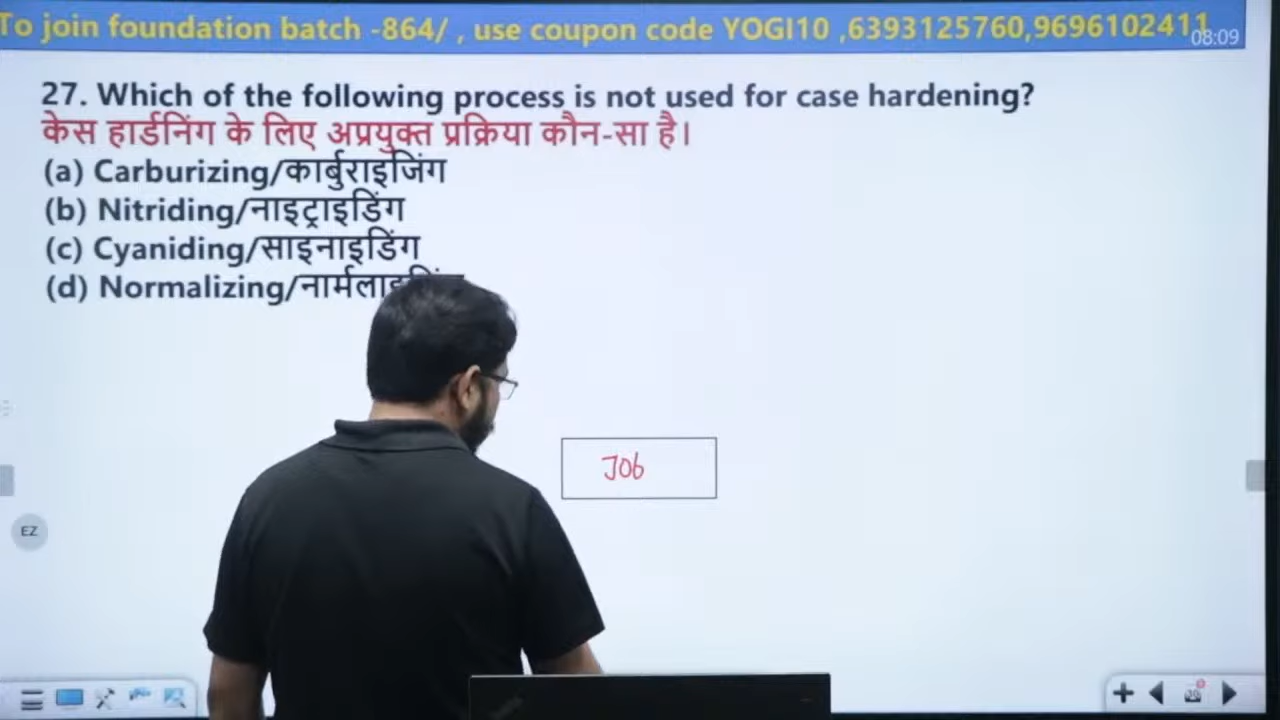 To join foundation batch -864/ , use coupon code YOGI10 ,6393125760,9696102411
08:09
27. Which of the following process is not used for case hardening?
केस हार्डनिंग के लिए अप्रयुक्त प्रक्रिया कौन-सा है।
(a) Carburizing/कार्बुराइजिंग
(b) Nitriding/नाइट्राइडिंग
(c) Cyaniding/साइनाइडिंग
(d) Normalizing/
JOb
EZ